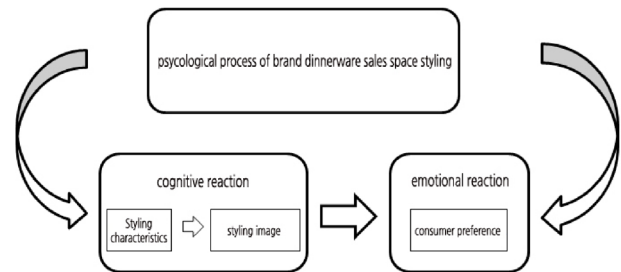 psycological process of brand dinnerware sales space styling
cognitive reaction
Styling
characteristics
styling image
emotional reaction
consumer preference